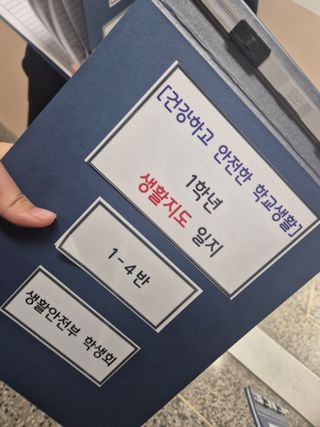 [건강하고 안전한 학교생활]
1학년
생활지도 일지
1-4반
생활안전부 학생회